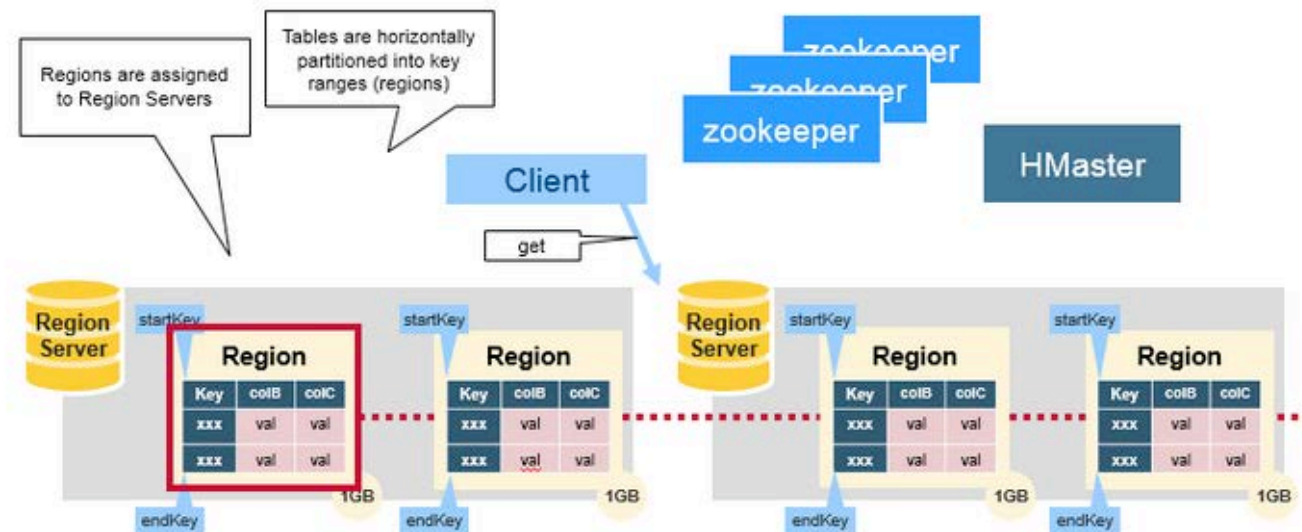 Regions are assigned
to Region Servers
Tables are horizontally
partitioned into key
ranges (regions)
zookeeper
zookeeper
zookeeper
HMaster
Client
get
Region
Server
startKey
Region
Key colB colC
xxx val val
xxx val val
1GB
endKey
startKey
Region
Key colB colC
xxx val val
xxx val val
1GB
endKey
Region
Server
startKey
Region
Key colB colC
xxx val val
xxx val val
1GB
endKey
startKey
Region
Key colB colC
xxx val val
xxx val val
1GB
endKey